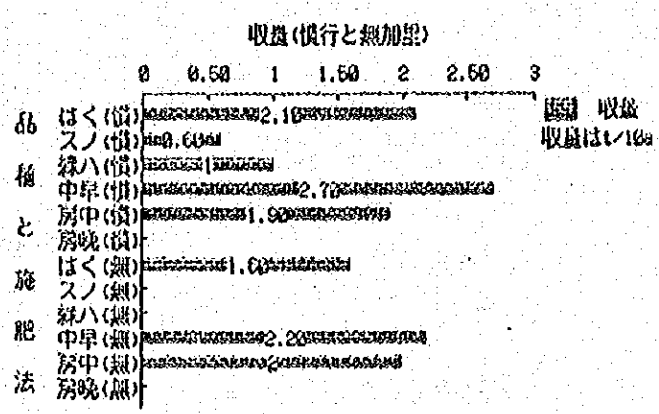 収量(慣行と無加里)
0 0.50 1 1.50 2 2.50 3
品種と施肥法
はく(慣) 2.10
スノ(慣) 0.60
緑ハ(慣) 1
中早(慣) 2.70
房中(慣) 1.90
房晩(慣)
はく(無) 1.60
スノ(無)
緑ハ(無)
中早(無) 2.20
房中(無) 2
房晩(無)
収量
収量はt/10a